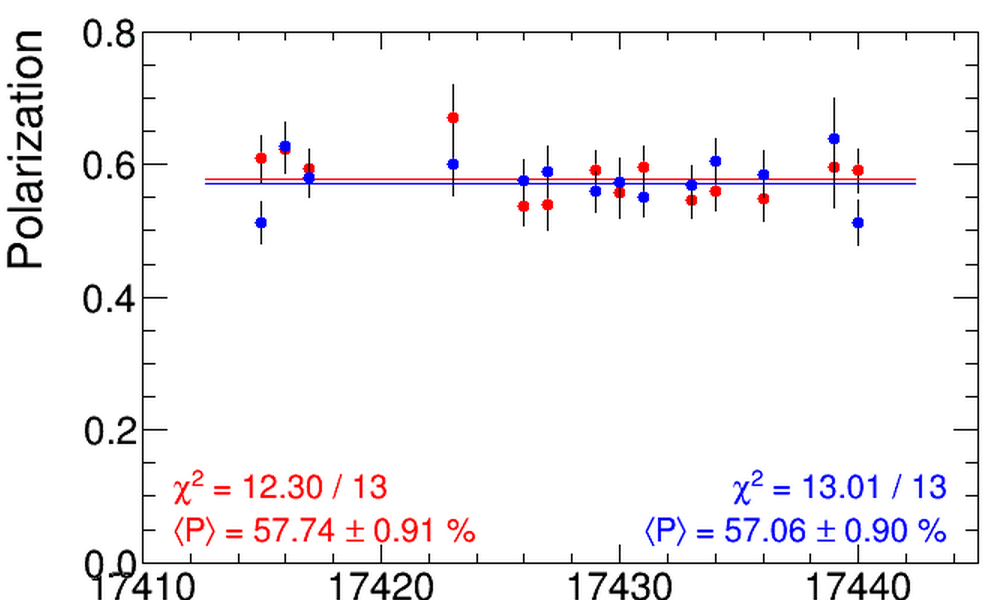 Polarization
0.8
0.6
0.4
0.2
0.0
χ² = 12.30 / 13
⟨P⟩ = 57.74 ± 0.91 %
χ² = 13.01 / 13
⟨P⟩ = 57.06 ± 0.90 %
17410 17420 17430 17440